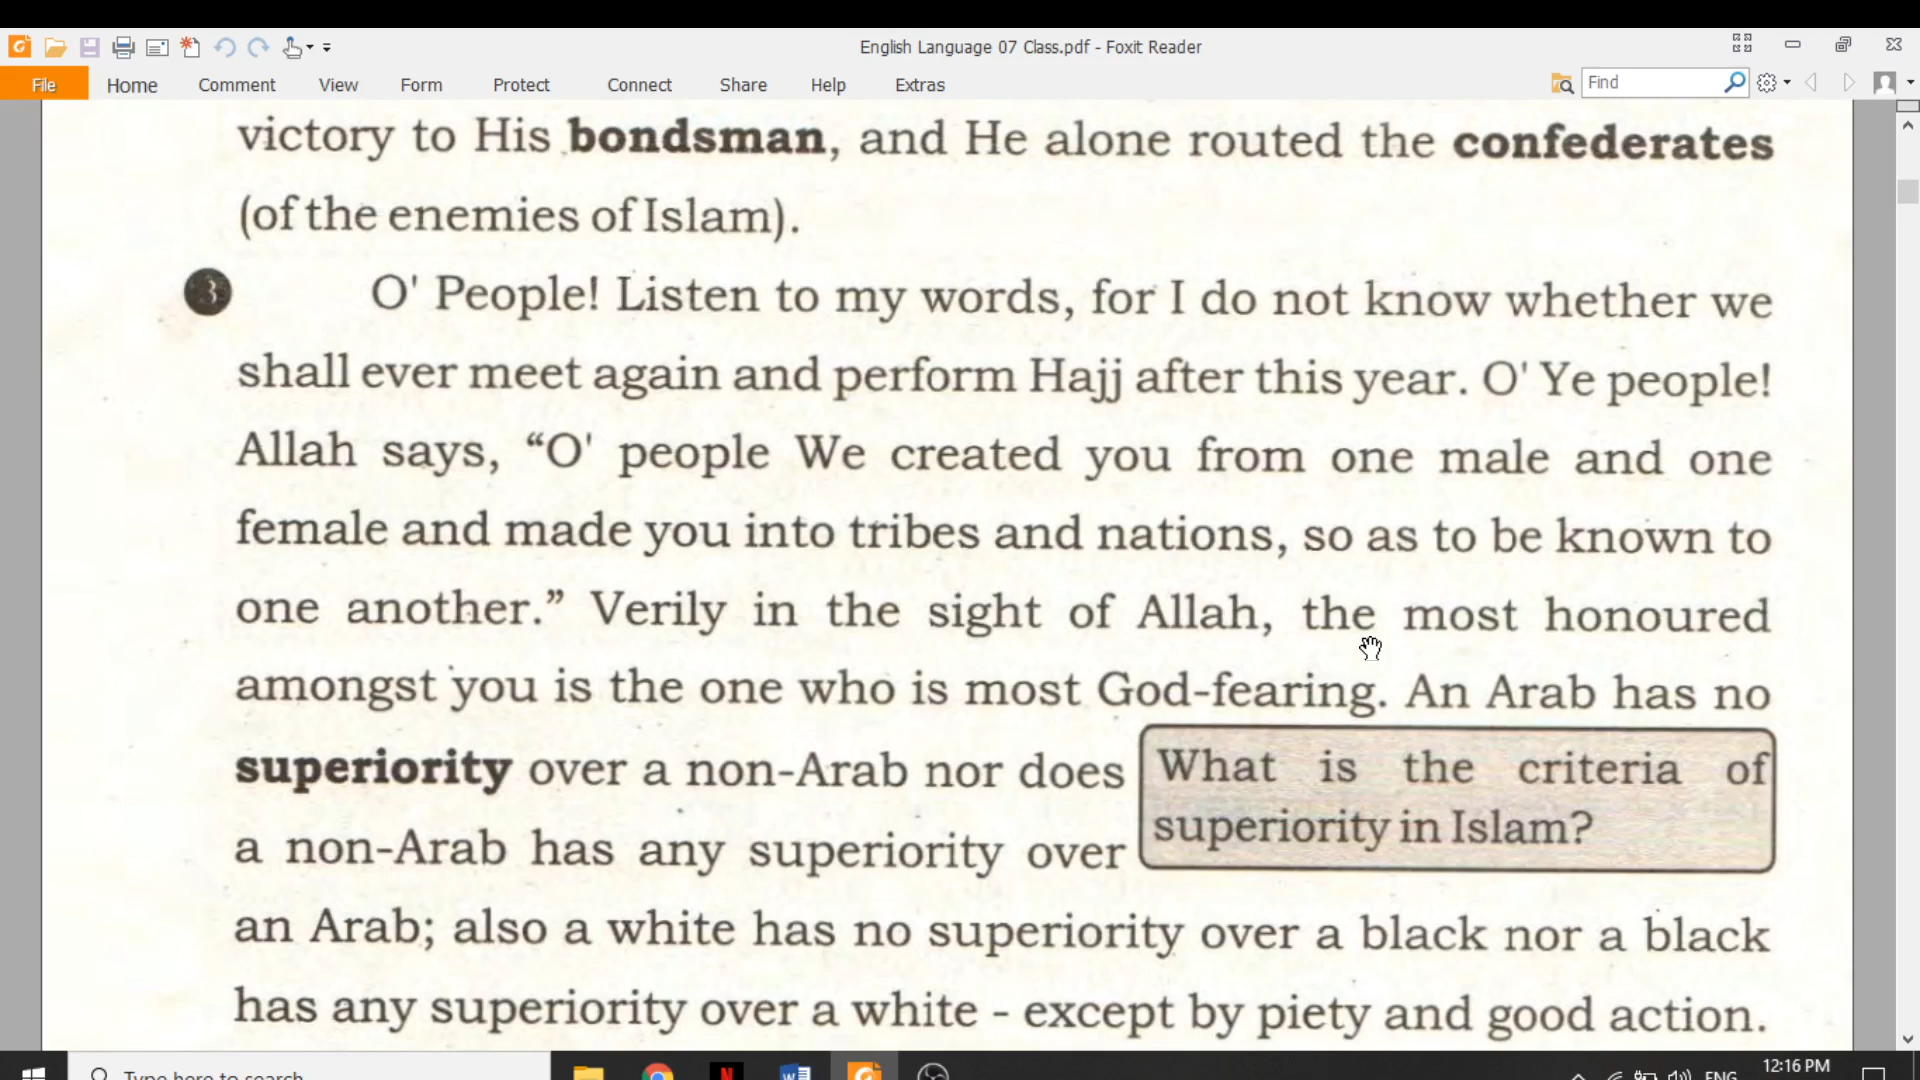 English Language 07 Class.pdf - Foxit Reader
File Home Comment View Form Protect Connect Share Help Extras Find
victory to His bondsman, and He alone routed the confederates
(of the enemies of Islam).
3 O' People! Listen to my words, for I do not know whether we
shall ever meet again and perform Hajj after this year. O' Ye people!
Allah says, “O' people We created you from one male and one
female and made you into tribes and nations, so as to be known to
one another.” Verily in the sight of Allah, the most honoured
amongst you is the one who is most God-fearing. An Arab has no
superiority over a non-Arab nor does
a non-Arab has any superiority over
What is the criteria of
superiority in Islam?
an Arab; also a white has no superiority over a black nor a black
has any superiority over a white - except by piety and good action.
Type here to search
ENG
12:16 PM